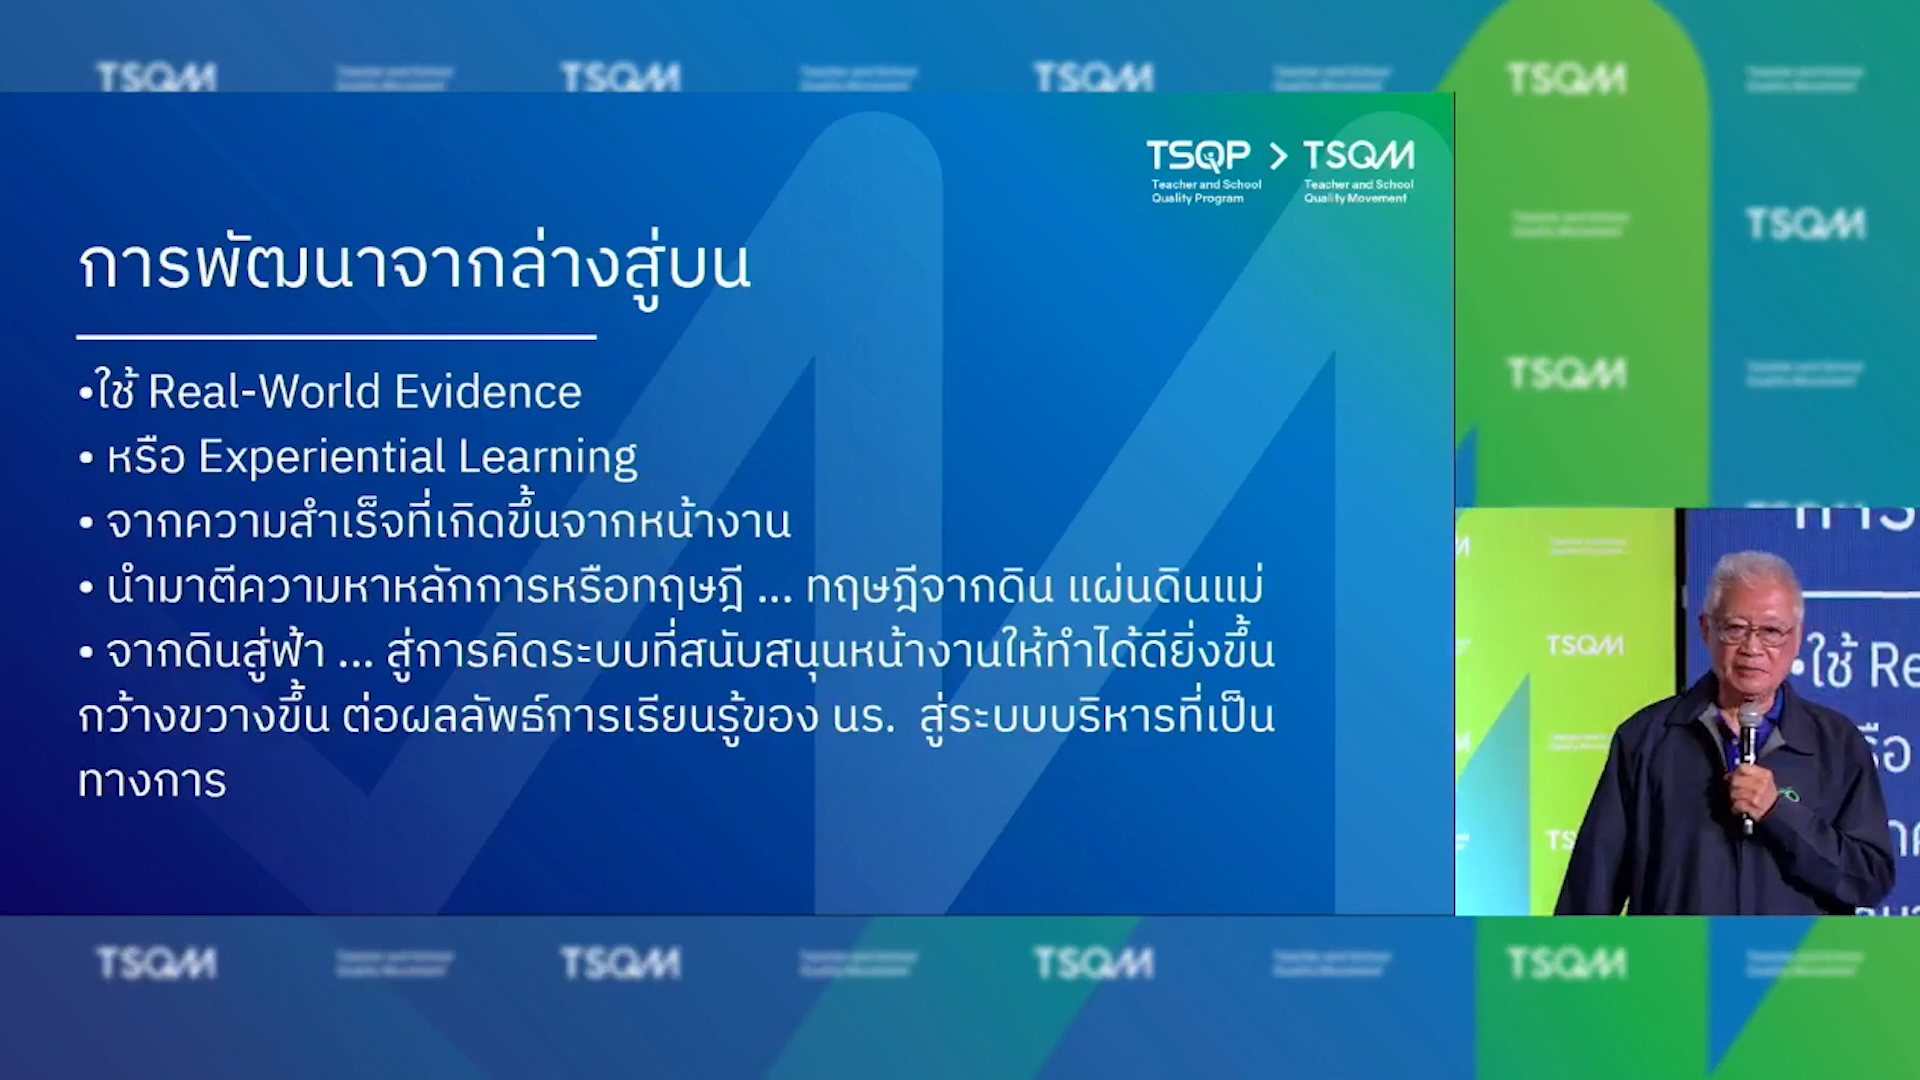 TSQM
TSQM
TSQM
TSQM
TSQP > TSQM
Teacher and School
Quality Program
Teacher and School
Quality Movement
TSQM
TSQM
การพัฒนาจากล่างสู่บน
•ใช้ Real-World Evidence
• หรือ Experiential Learning
• จากความสำเร็จที่เกิดขึ้นจากหน้างาน
• นำมาตีความหาหลักการหรือทฤษฎี ... ทฤษฎีจากดิน แผ่นดินแม่
• จากดินสู่ฟ้า ... สู่การคิดระบบที่สนับสนุนหน้างานให้ทำได้ดียิ่งขึ้น
กว้างขวางขึ้น ต่อผลลัพธ์การเรียนรู้ของ นร. สู่ระบบบริหารที่เป็น
ทางการ
TSQM
•ใช้ Re
TSQM
TSQM
TSQM
TSQM